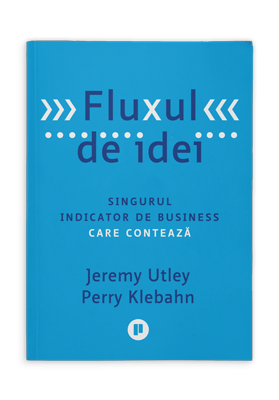 ››› Fluxul ‹‹‹
de idei
SINGURUL
INDICATOR DE BUSINESS
CARE CONTEAZĂ
Jeremy Utley
Perry Klebahn